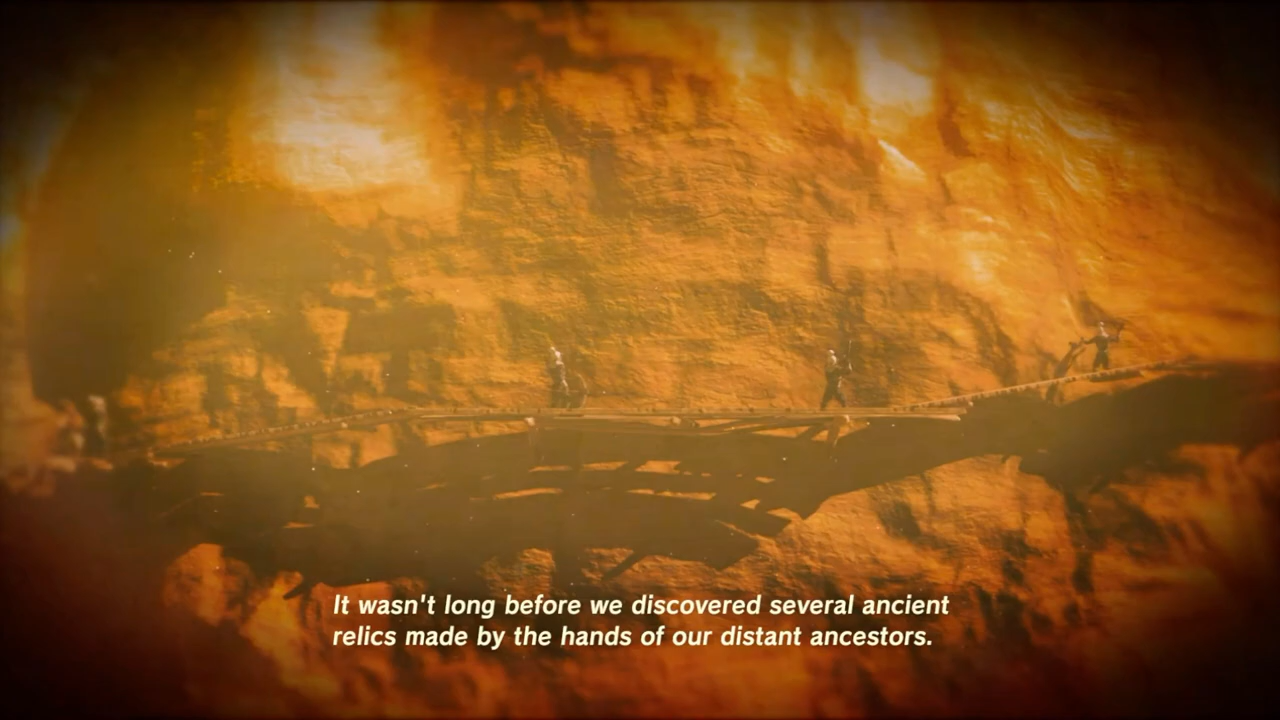 It wasn't long before we discovered several ancient
relics made by the hands of our distant ancestors.